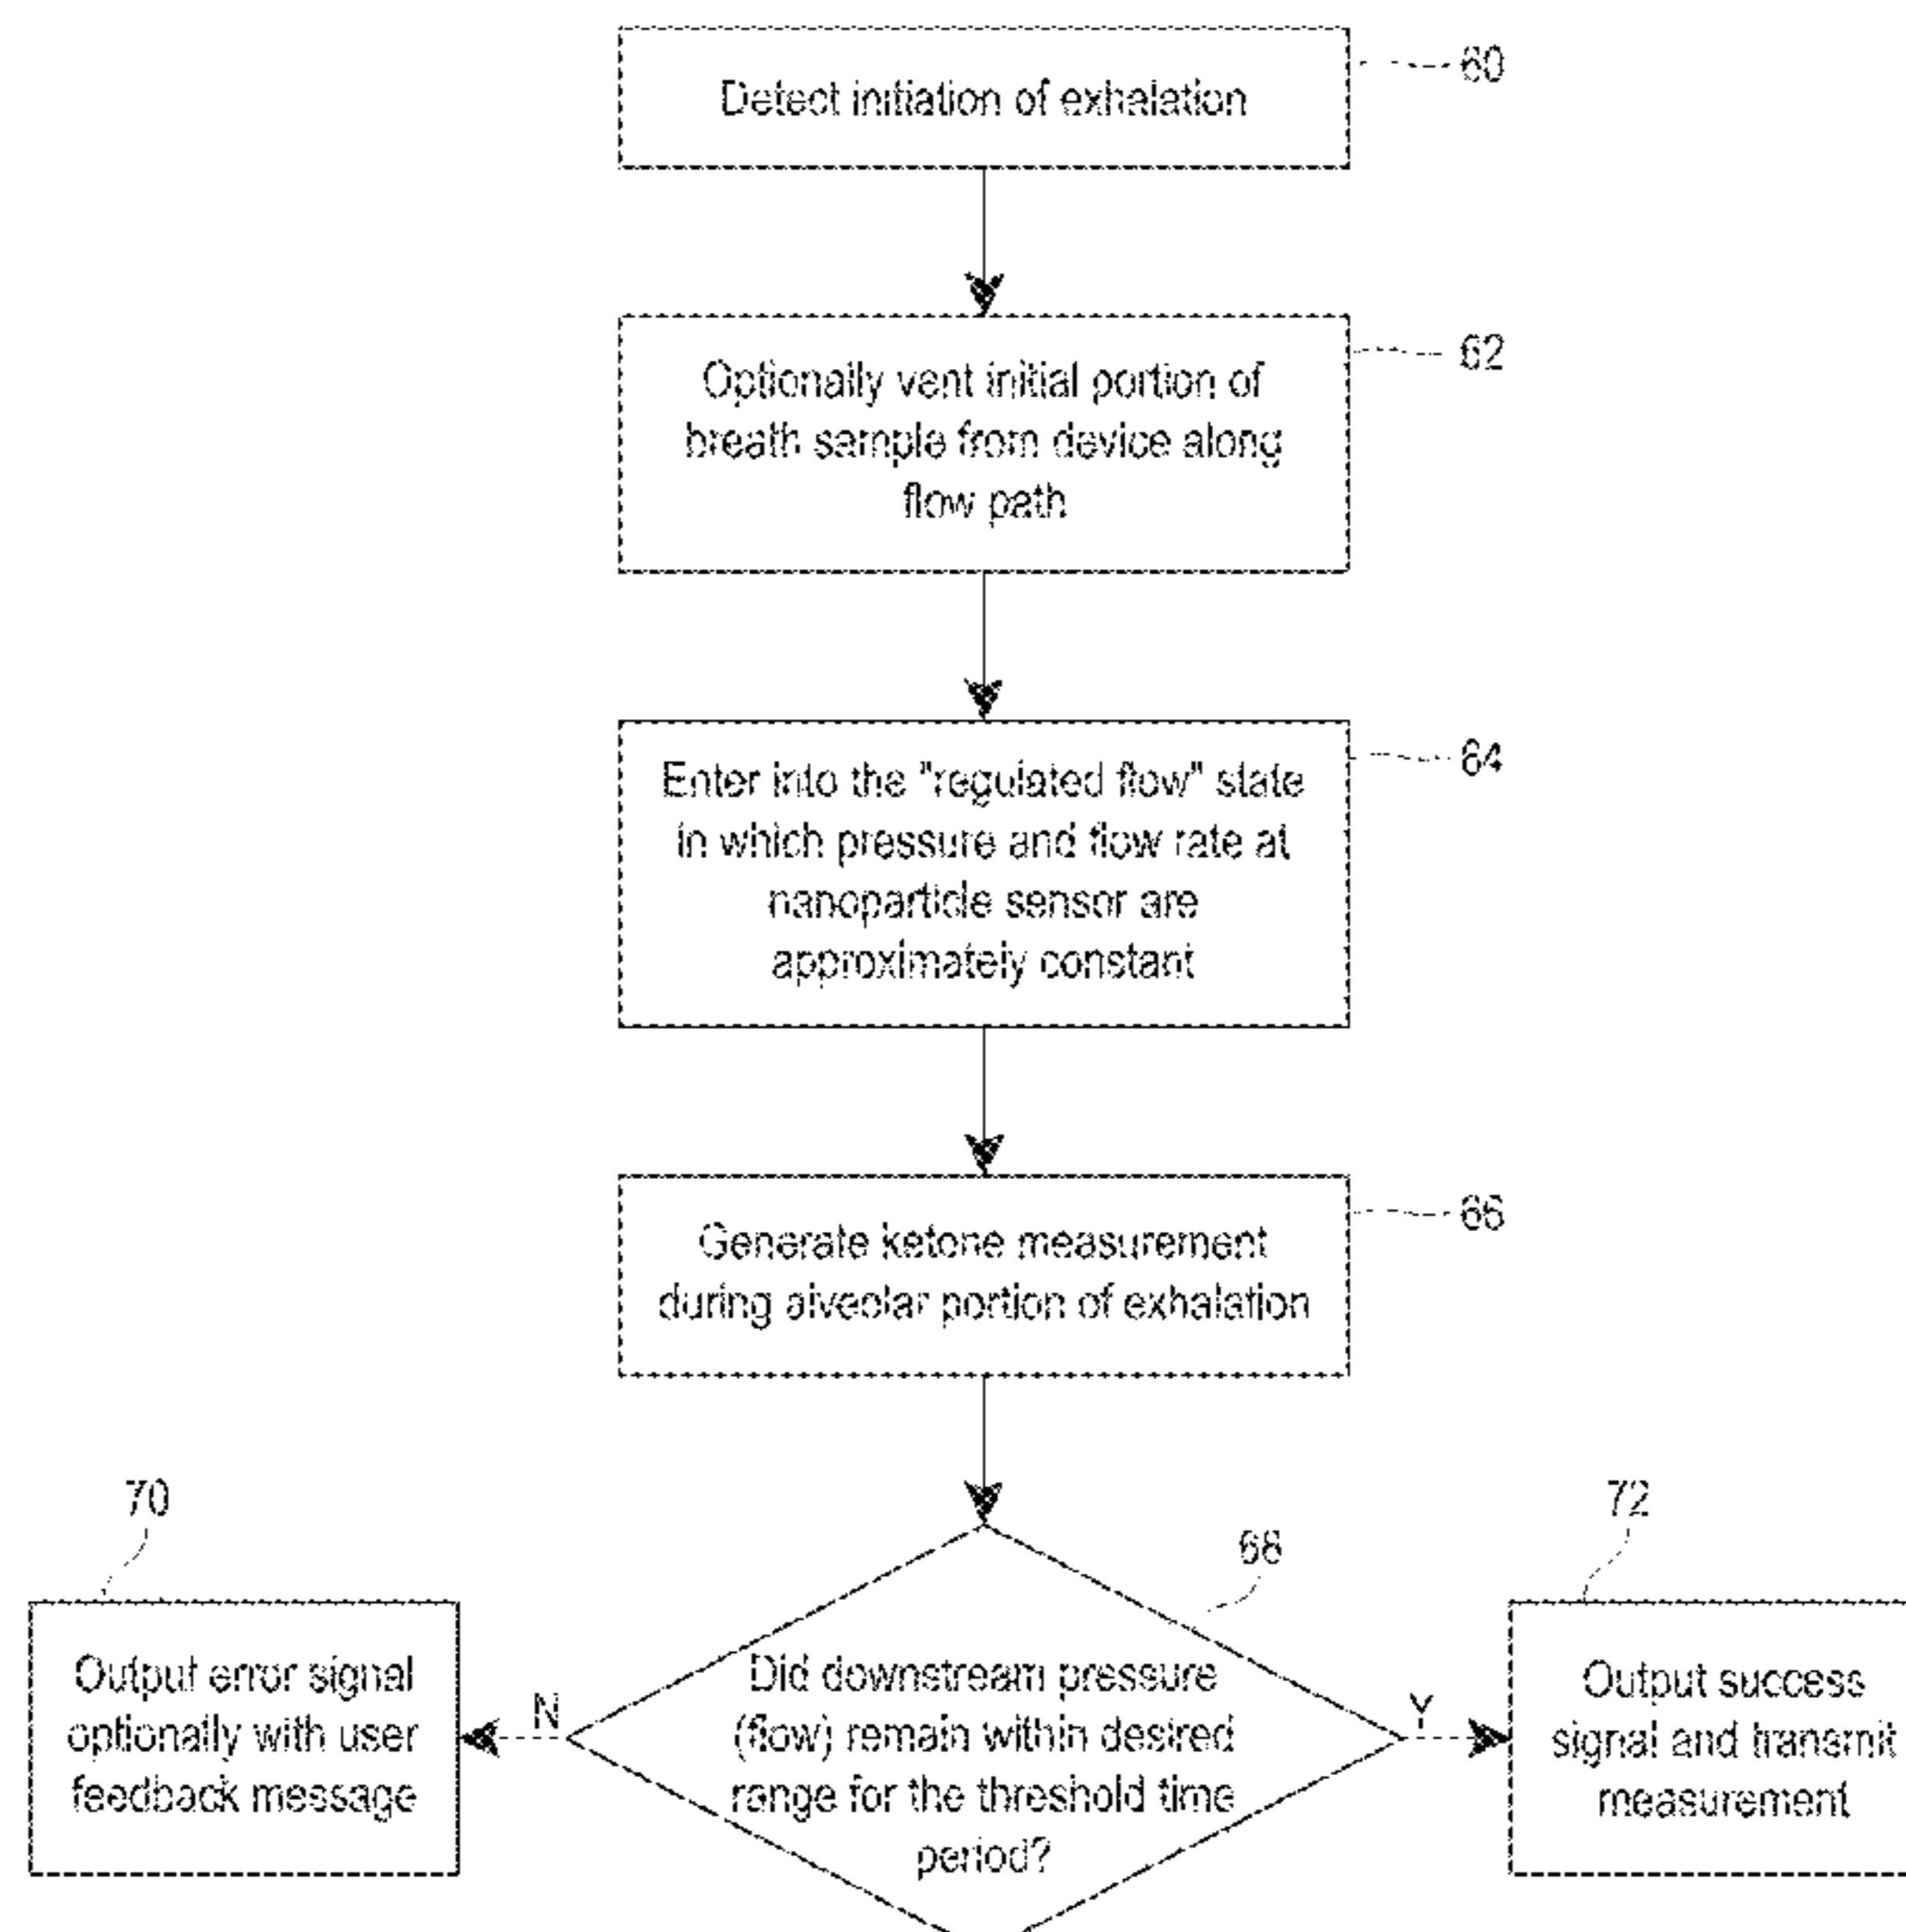 Detect initiation of exhalation
60
Optionally vent initial portion of
breath sample from device along
flow path
62
Enter into the "regulated flow" state
in which pressure and flow rate at
nanoparticle sensor are
approximately constant
64
Generate ketone measurement
during alveolar portion of exhalation
66
70
Output error signal
optionally with user
feedback message
N
68
Did downstream pressure
(flow) remain within desired
range for the threshold time
period?
Y
72
Output success
signal and transmit
measurement